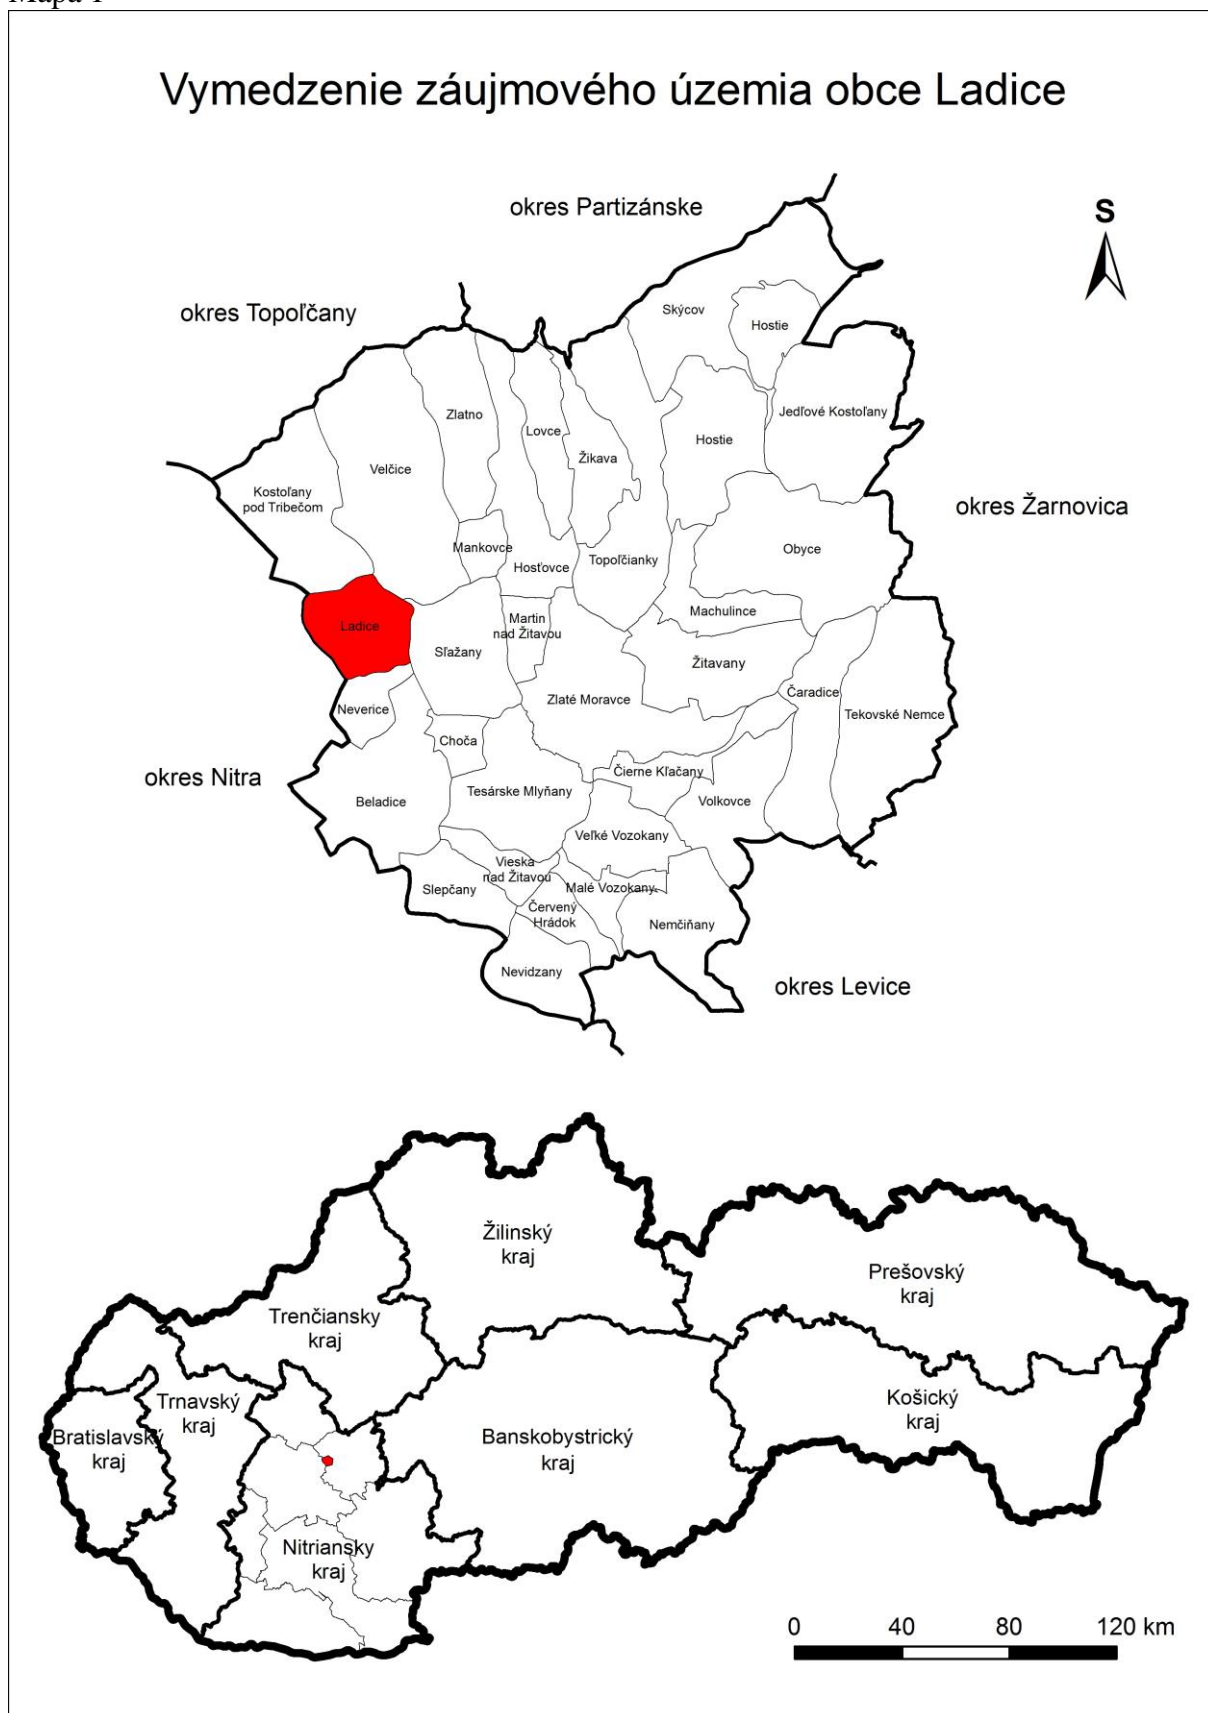 Mapa 1
Vymedzenie záujmového územia obce Ladice
okres Partizánske
S
okres Topoľčany
Skýcov
Hostie
Jedľové Kostoľany
Zlatno
Lovce
Hostie
Žikava
Velčice
Kostoľany
pod Tribečom
okres Žarnovica
Mankovce
Obyce
Hosťovce
Topoľčianky
Machulince
Martin
nad Žitavou
Ladice
Sľažany
Žitavany
Čaradice
Zlaté Moravce
Neverice
Tekovské Nemce
Choča
Čierne Kľačany
okres Nitra
Tesárske Mlyňany
Beladice
Volkovce
Veľké Vozokany
Vieska
nad Žitavou
Slepčany
Malé Vozokany
Červený
Hrádok
Nemčiňany
Nevidzany
okres Levice
Žilinský
kraj
Prešovský
kraj
Trenčiansky
kraj
Trnavský
kraj
Košický
kraj
Bratislavský
kraj
Banskobystrický
kraj
Nitriansky
kraj
0 40 80 120 km